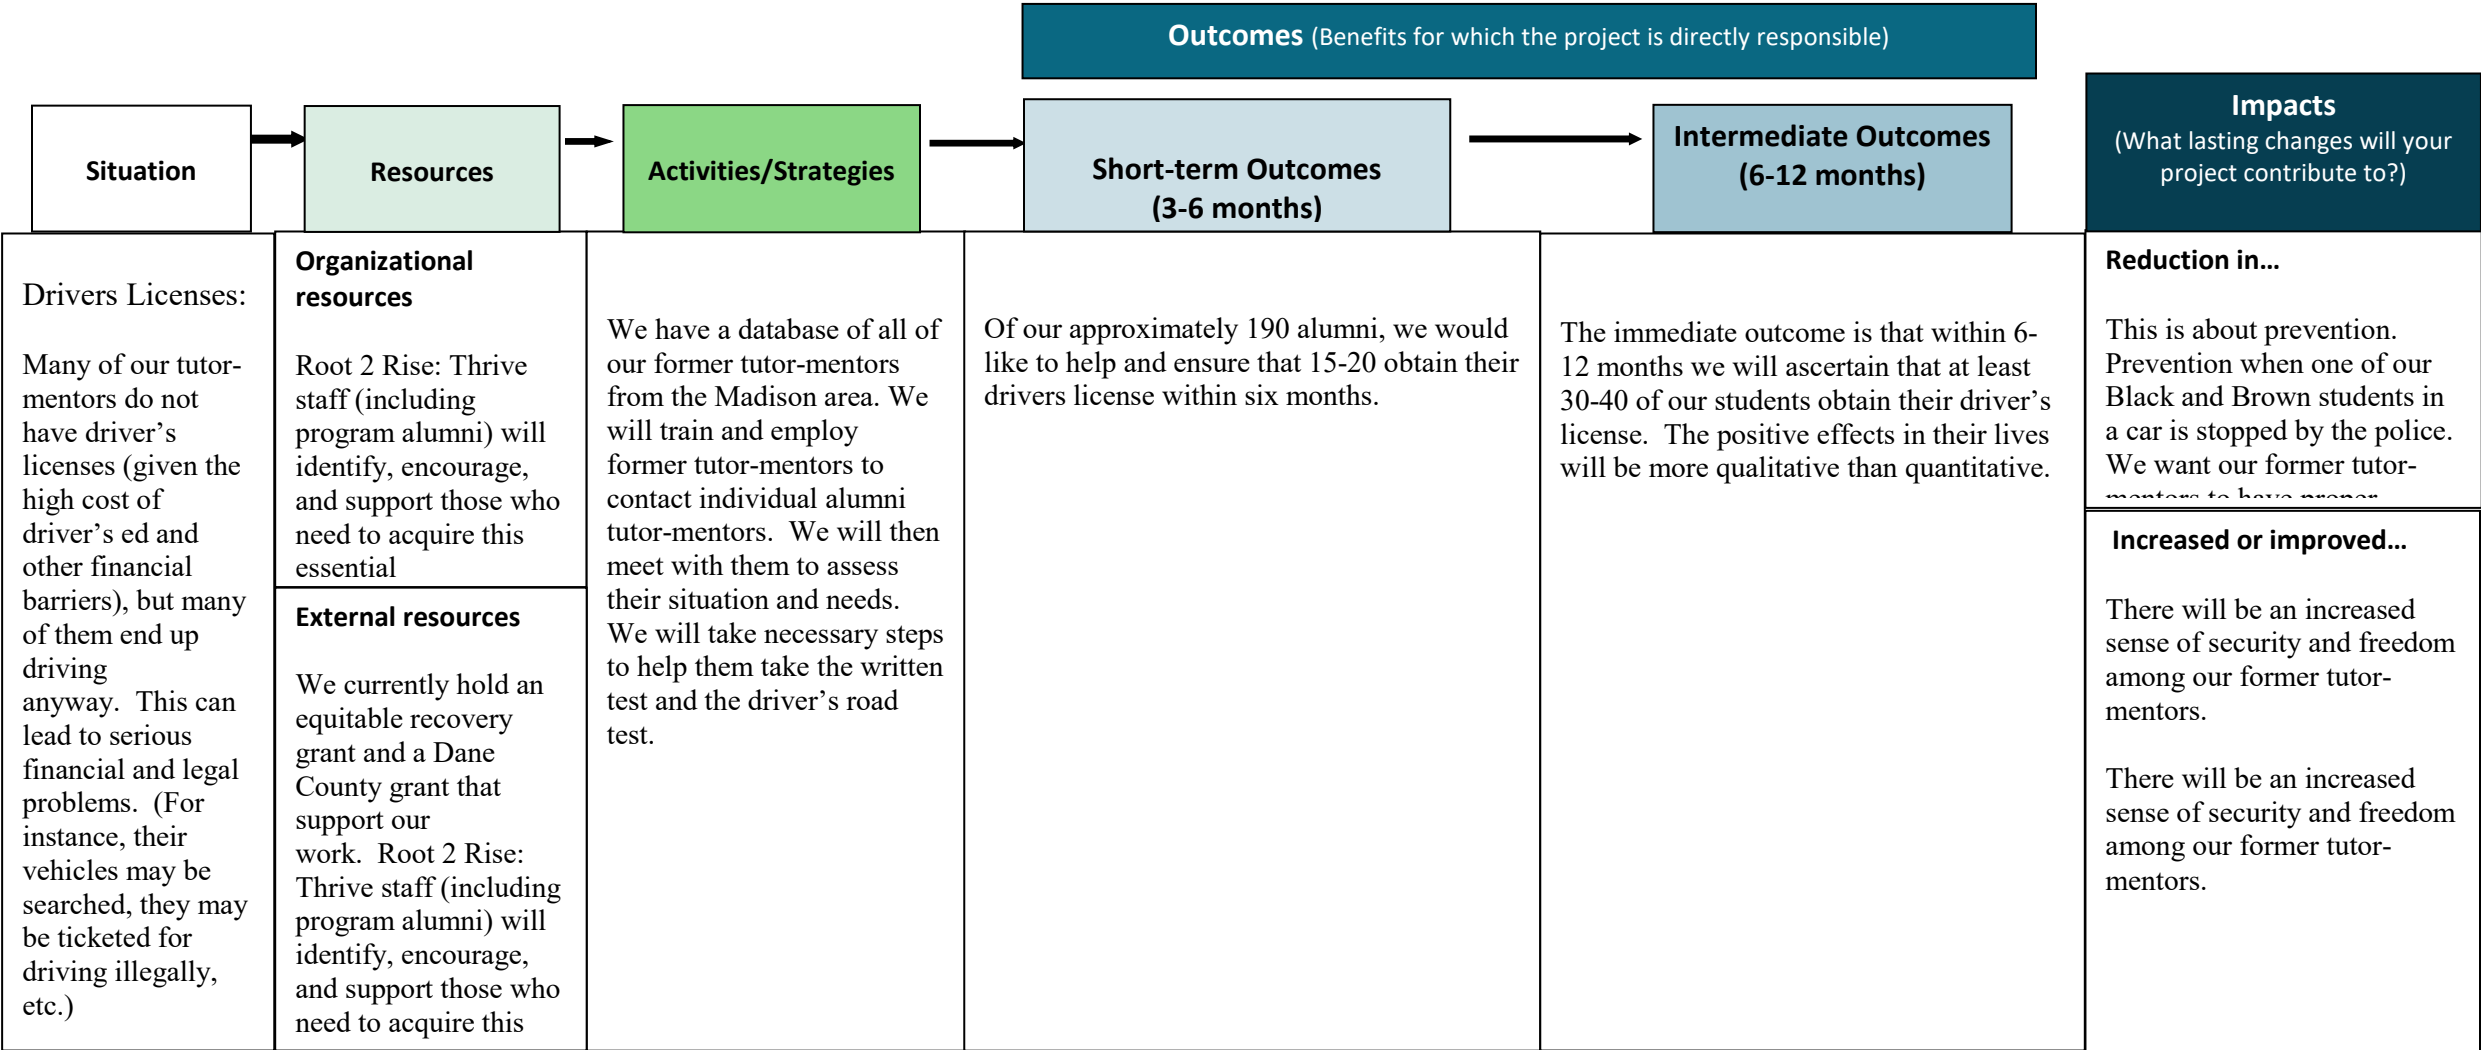 Outcomes (Benefits for which the project is directly responsible)
Situation
Resources
Activities/Strategies
Short-term Outcomes
(3-6 months)
Intermediate Outcomes
(6-12 months)
Impacts
(What lasting changes will your
project contribute to?)
Drivers Licenses:
Many of our tutor-
mentors do not
have driver’s
licenses (given the
high cost of
driver’s ed and
other financial
barriers), but many
of them end up
driving
anyway.  This can
lead to serious
financial and legal
problems.  (For
instance, their
vehicles may be
searched, they may
be ticketed for
driving illegally,
etc.)
Organizational
resources
Root 2 Rise: Thrive
staff (including
program alumni) will
identify, encourage,
and support those who
need to acquire this
essential
External resources
We currently hold an
equitable recovery
grant and a Dane
County grant that
support our
work.  Root 2 Rise:
Thrive staff (including
program alumni) will
identify, encourage,
and support those who
need to acquire this
We have a database of all of
our former tutor-mentors
from the Madison area. We
will train and employ
former tutor-mentors to
contact individual alumni
tutor-mentors.  We will then
meet with them to assess
their situation and needs.
We will take necessary steps
to help them take the written
test and the driver’s road
test.
Of our approximately 190 alumni, we would
like to help and ensure that 15-20 obtain their
drivers license within six months.
The immediate outcome is that within 6-
12 months we will ascertain that at least
30-40 of our students obtain their driver’s
license.  The positive effects in their lives
will be more qualitative than quantitative.
Reduction in…
This is about prevention.
Prevention when one of our
Black and Brown students in
a car is stopped by the police.
We want our former tutor-
mentors to have proper
Increased or improved…
There will be an increased
sense of security and freedom
among our former tutor-
mentors.
There will be an increased
sense of security and freedom
among our former tutor-
mentors.